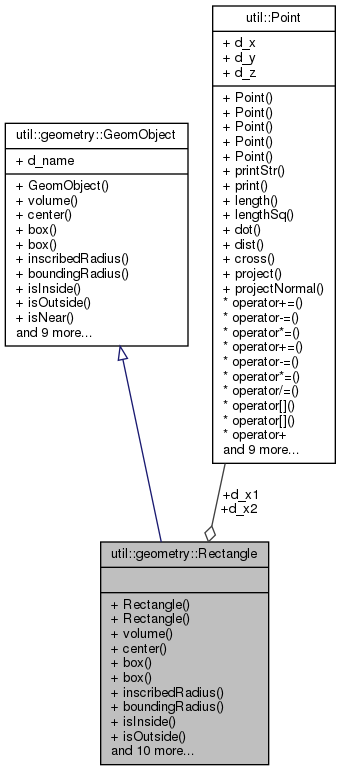 util::Point
+ d_x
+ d_y
+ d_z
+ Point()
+ Point()
+ Point()
+ Point()
+ Point()
+ printStr()
+ print()
+ length()
+ lengthSq()
+ dot()
+ dist()
+ cross()
+ project()
+ projectNormal()
* operator+=()
* operator-=()
* operator*=()
* operator+=()
* operator-=()
* operator*=()
* operator/=()
* operator[]()
* operator[]()
* operator+
and 9 more...
util::geometry::GeomObject
+ d_name
+ GeomObject()
+ volume()
+ center()
+ box()
+ box()
+ inscribedRadius()
+ boundingRadius()
+ isInside()
+ isOutside()
+ isNear()
and 9 more...
+d_x1
+d_x2
util::geometry::Rectangle
+ Rectangle()
+ Rectangle()
+ volume()
+ center()
+ box()
+ box()
+ inscribedRadius()
+ boundingRadius()
+ isInside()
+ isOutside()
and 10 more...